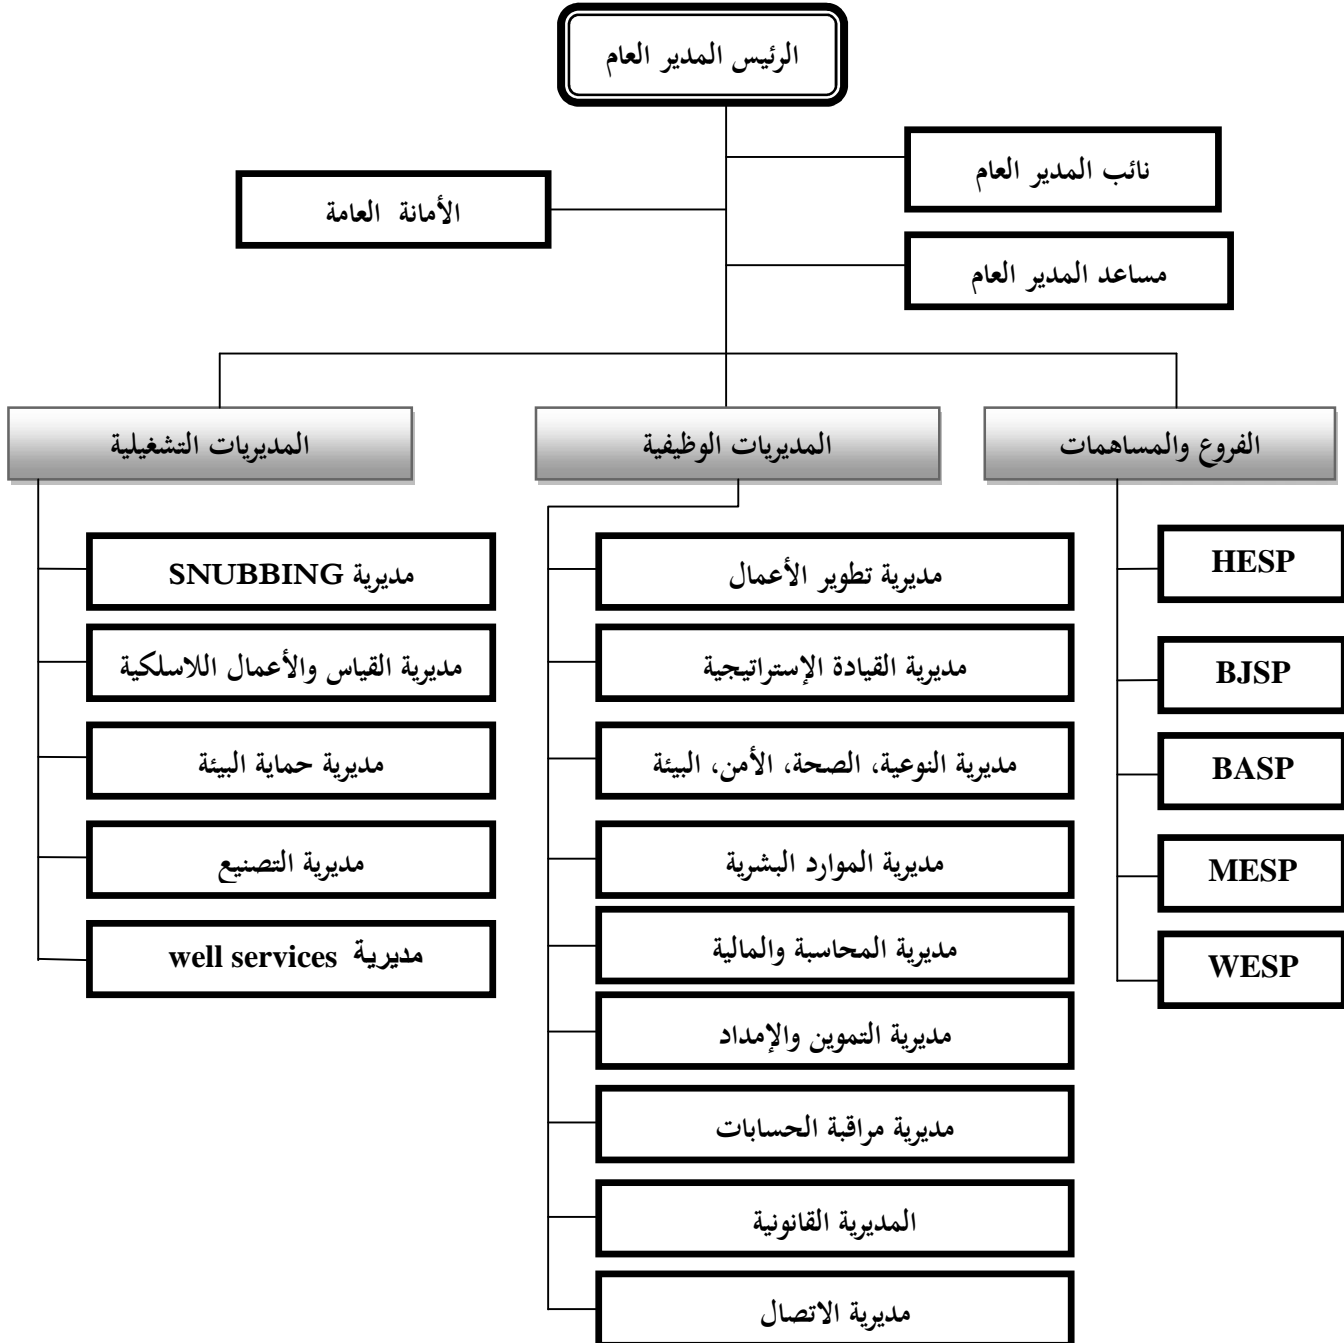 الرئيس المدير العام
نائب المدير العام
الأمانة العامة
مساعد المدير العام
الفروع والمساهمات
المديريات الوظيفية
المديريات التشغيلية
HESP
BJSP
BASP
MESP
WESP
مديرية تطوير الأعمال
مديرية القيادة الإستراتيجية
مديرية النوعية، الصحة، الأمن، البيئة
مديرية الموارد البشرية
مديرية المحاسبة والمالية
مديرية التموين والإمداد
مديرية مراقبة الحسابات
المديرية القانونية
مديرية الاتصال
مديرية SNUBBING
مديرية القياس والأعمال اللاسلكية
مديرية حماية البيئة
مديرية التصنيع
مديرية well services